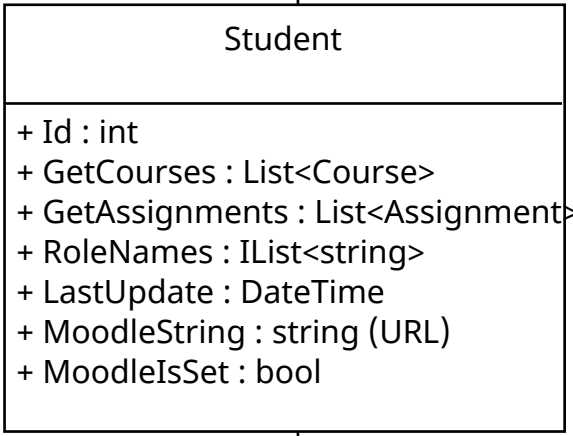 Student
+ Id : int
+ GetCourses : List<Course>
+ GetAssignments : List<Assignment>
+ RoleNames : IList<string>
+ LastUpdate : DateTime
+ MoodleString : string (URL)
+ MoodleIsSet : bool